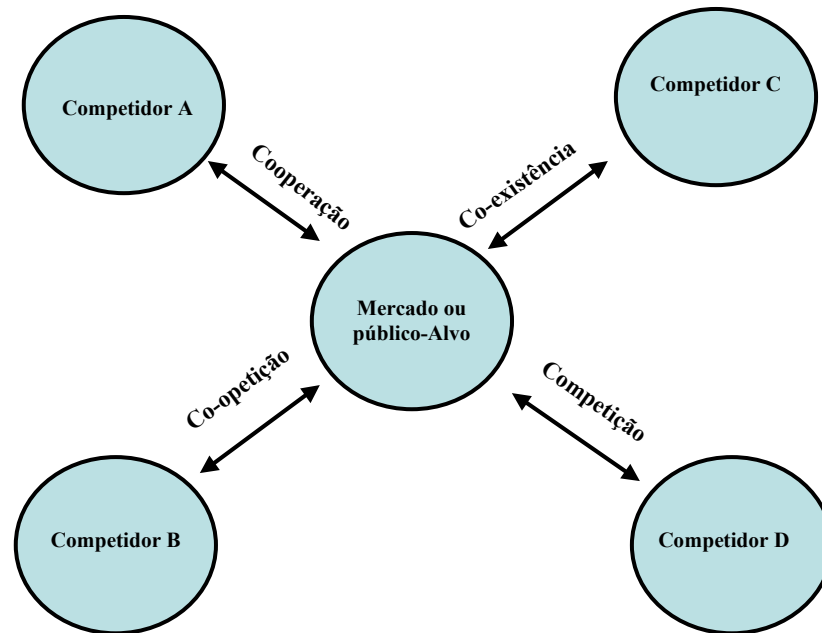 Competidor A
Competidor C
Cooperação
Co-existência
Mercado ou
público-Alvo
Co-opetição
Competição
Competidor B
Competidor D